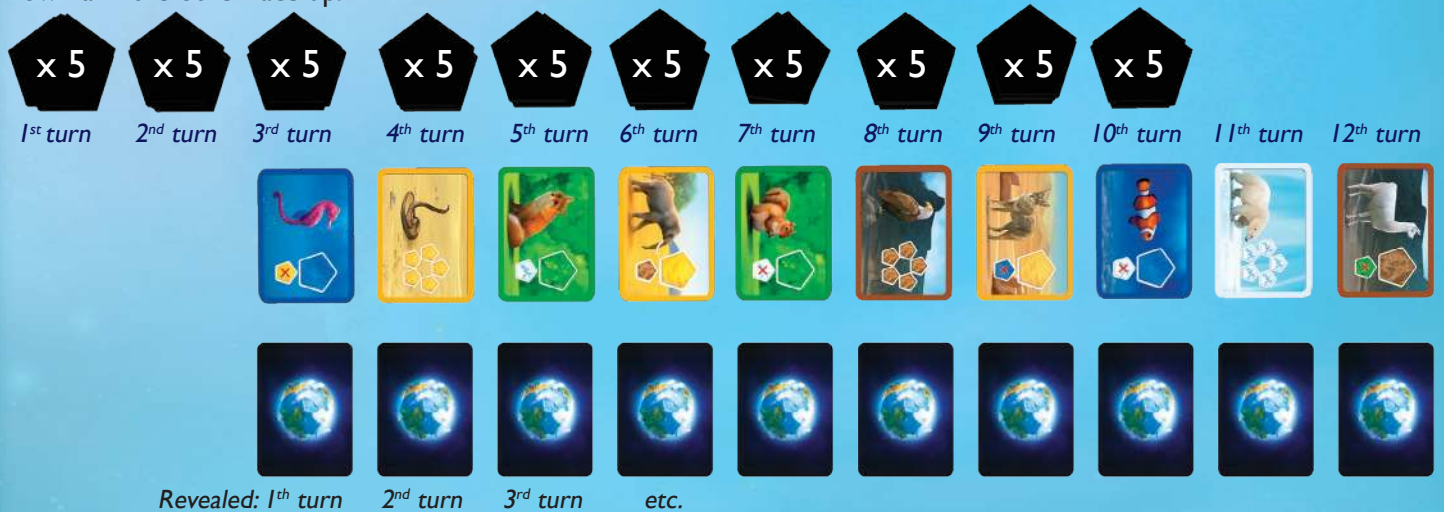 x 5 x 5 x 5 x 5 x 5 x 5 x 5 x 5 x 5 x 5
1st turn 2nd turn 3rd turn 4th turn 5th turn 6th turn 7th turn 8th turn 9th turn 10th turn 11th turn 12th turn
Revealed: 1th turn 2nd turn 3rd turn etc.